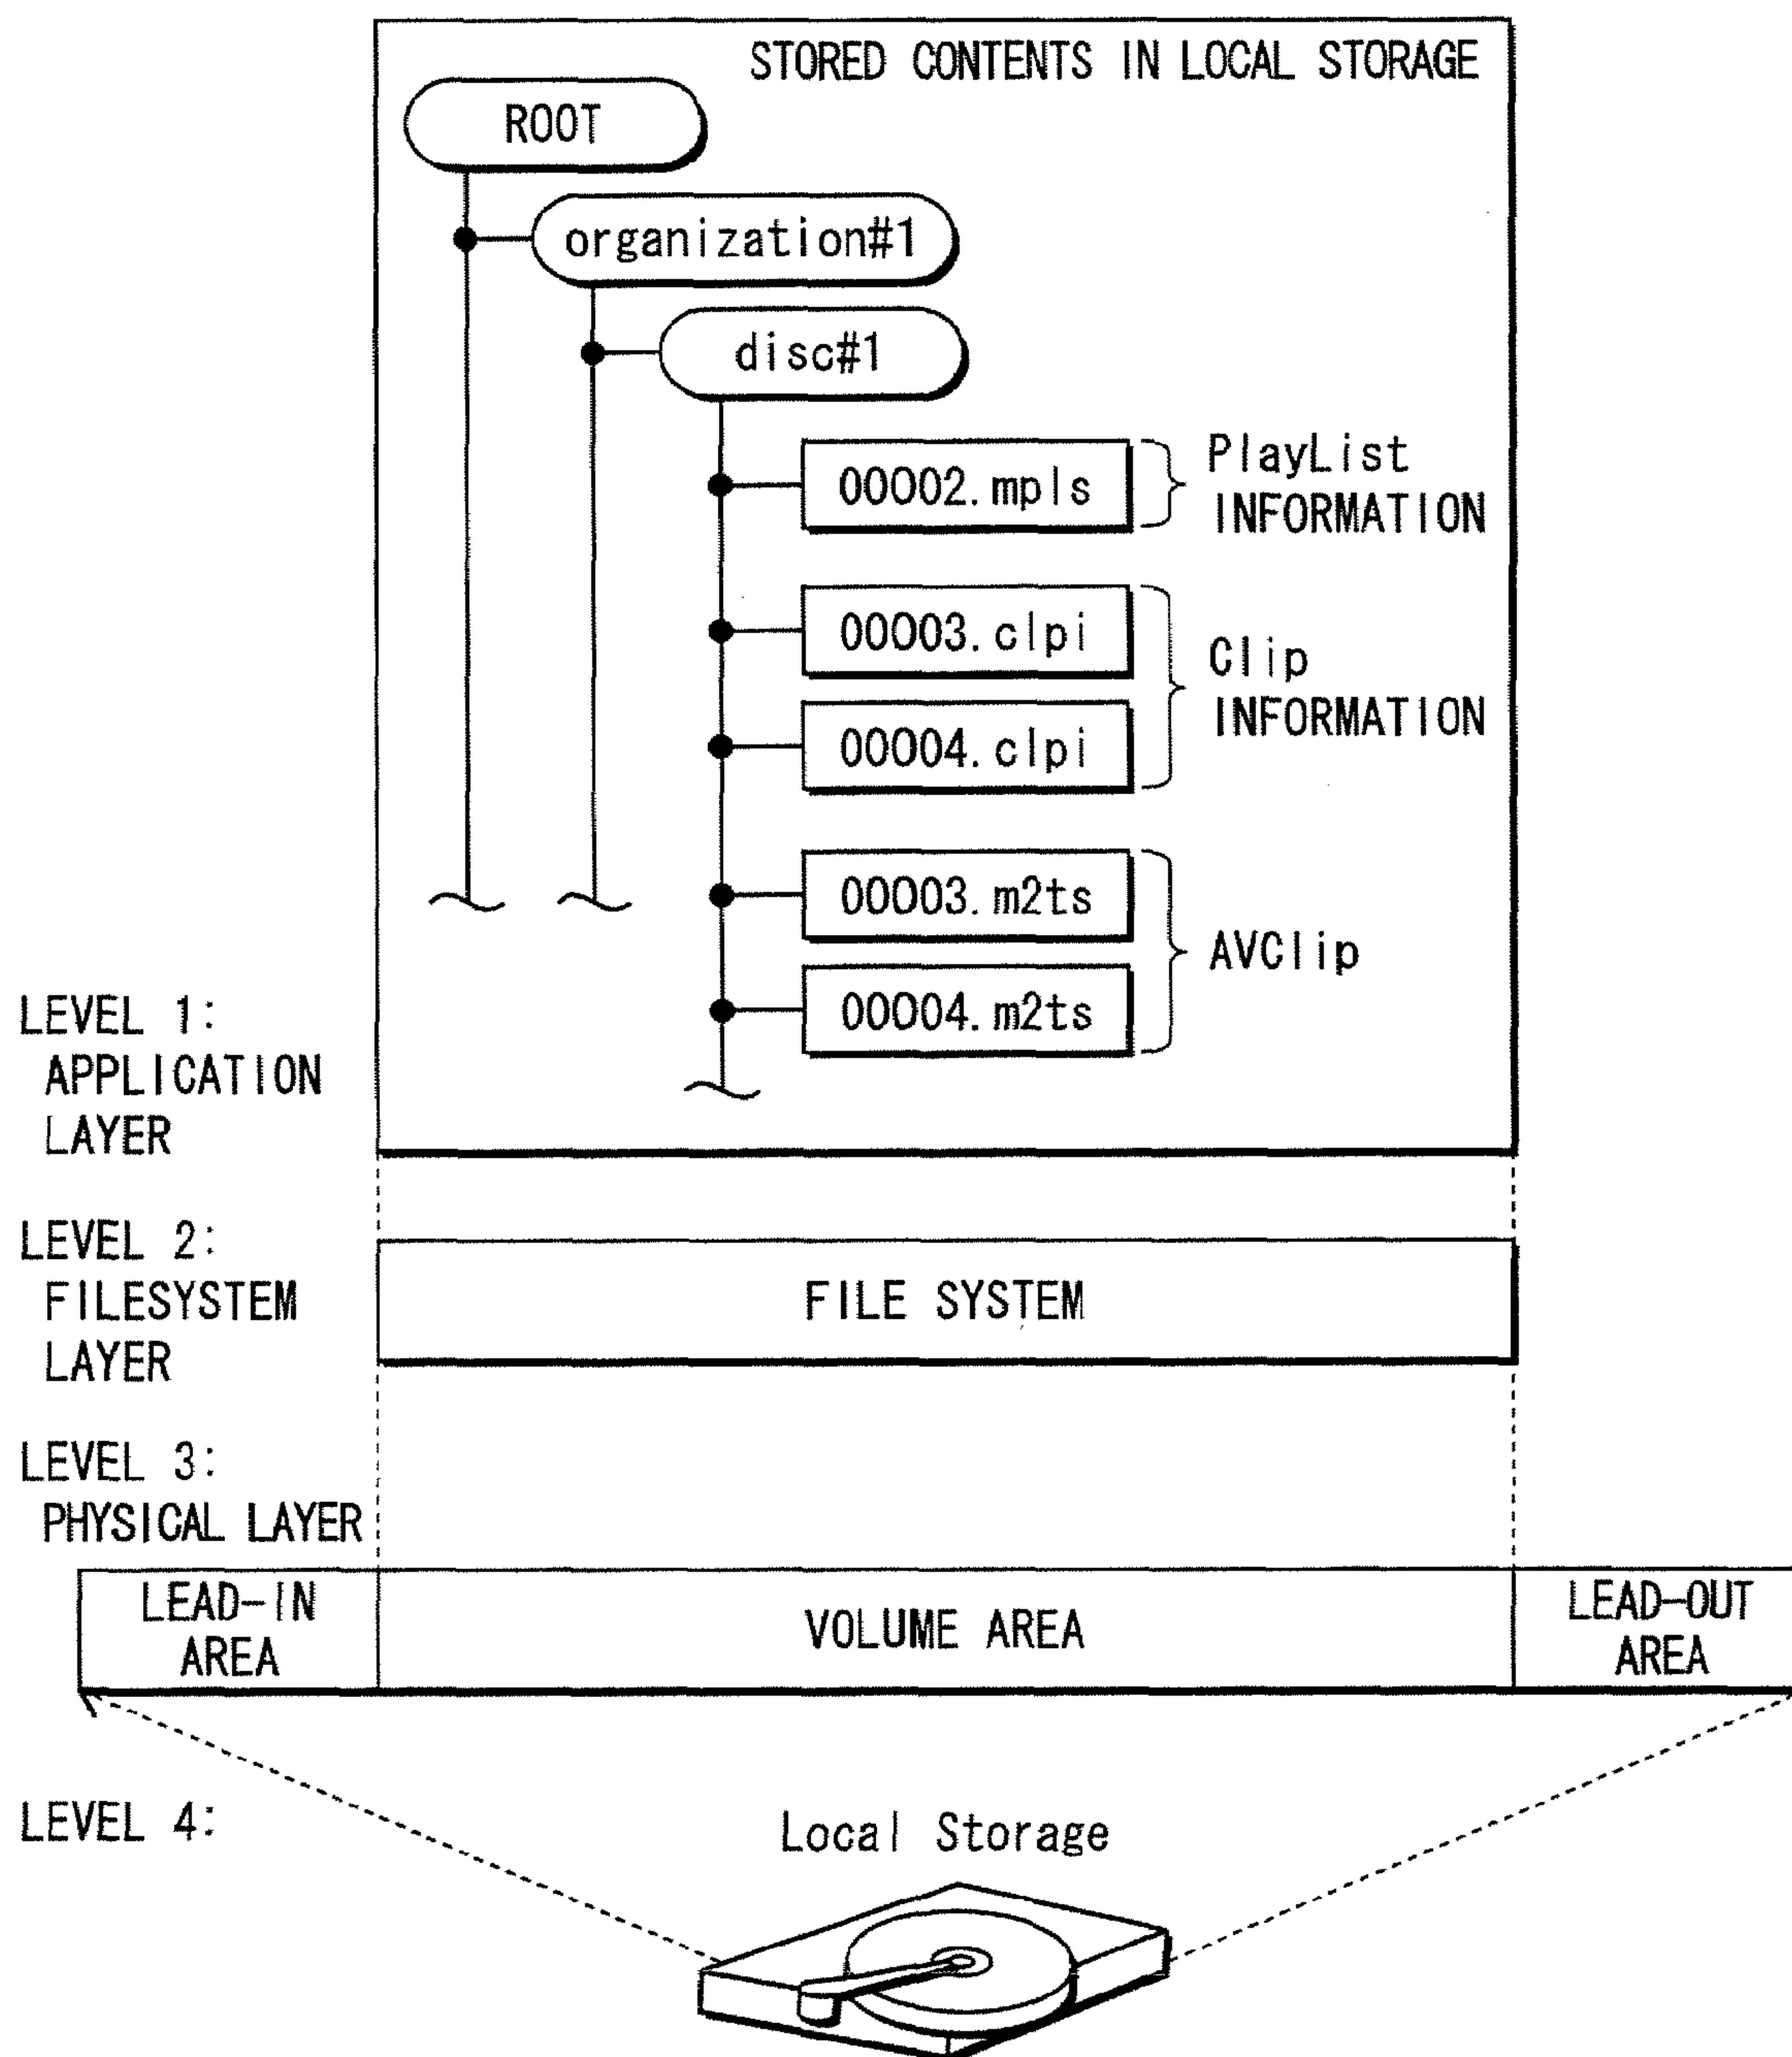 STORED CONTENTS IN LOCAL STORAGE
ROOT
organization#1
disc#1
00002.mpls
PlayList
INFORMATION
00003.clpi
Clip
INFORMATION
00004.clpi
00003.m2ts
AVClip
00004.m2ts
LEVEL 1:
APPLICATION
LAYER
LEVEL 2:
FILESYSTEM
LAYER
FILE SYSTEM
LEVEL 3:
PHYSICAL LAYER
LEAD-IN
AREA
VOLUME AREA
LEAD-OUT
AREA
LEVEL 4:
Local Storage